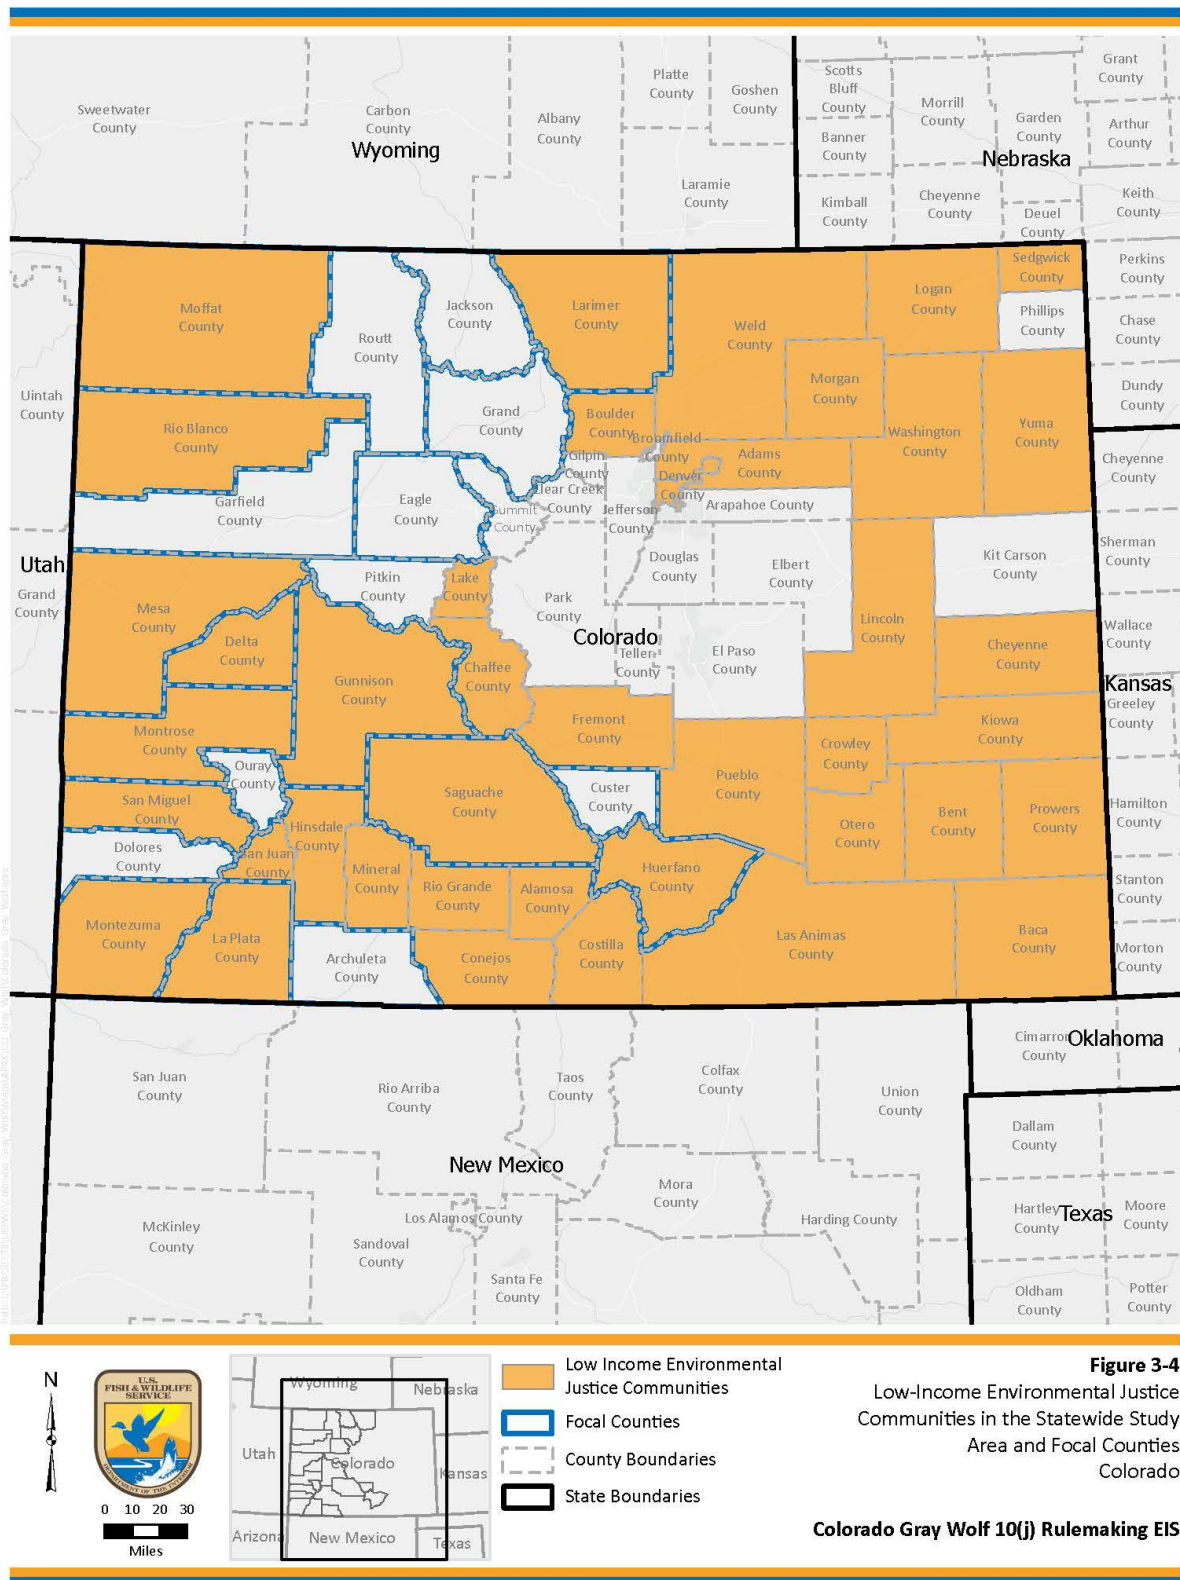 Sweetwater
County
Carbon
County
Wyoming
Albany
County
Platte
County
Goshen
County
Laramie
County
Scotts
Bluff
County
Banner
County
Kimball
County
Morrill
County
Cheyenne
County
Garden
County
Nebraska
Deuel
County
Grant
County
Arthur
County
Keith
County
Perkins
County
Chase
County
Dundy
County
Uintah
County
Utah
Grand
County
Moffat
County
Routt
County
Jackson
County
Larimer
County
Weld
County
Logan
County
Sedgwick
County
Phillips
County
Morgan
County
Washington
County
Yuma
County
Rio Blanco
County
Grand
County
Boulder
County
Broomfield
County
Gilpin
County
Adams
County
Denver
County
Garfield
County
Eagle
County
Summit
County
Clear Creek
County
Jefferson
County
Arapahoe County
Douglas
County
Elbert
County
Kit Carson
County
Mesa
County
Pitkin
County
Lake
County
Park
County
Colorado
Teller
County
El Paso
County
Lincoln
County
Cheyenne
County
Delta
County
Gunnison
County
Chaffee
County
Fremont
County
Kiowa
County
Crowley
County
Montrose
County
Ouray
County
Saguache
County
Custer
County
Pueblo
County
San Miguel
County
Hinsdale
County
Otero
County
Bent
County
Prowers
County
Dolores
County
San Juan
County
Mineral
County
Rio Grande
County
Alamosa
County
Huerfano
County
Montezuma
County
La Plata
County
Archuleta
County
Conejos
County
Costilla
County
Las Animas
County
Baca
County
Cheyenne
County
Sherman
County
Wallace
County
Kansas
Greeley
County
Hamilton
County
Stanton
County
Morton
County
San Juan
County
Rio Arriba
County
Taos
County
Colfax
County
Union
County
Cimarron
County
Oklahoma
Dallam
County
New Mexico
Mora
County
McKinley
County
Los Alamos County
Sandoval
County
Santa Fe
County
Harding County
Hartley
County
Texas
Moore
County
Oldham
County
Potter
County
N
U.S.
FISH & WILDLIFE
SERVICE
DEPARTMENT OF THE INTERIOR
0 10 20 30
Miles
Wyoming
Nebraska
Utah
Colorado
Kansas
Arizona
New Mexico
Texas
Low Income Environmental
Justice Communities
Focal Counties
County Boundaries
State Boundaries
Figure 3-4
Low-Income Environmental Justice
Communities in the Statewide Study
Area and Focal Counties
Colorado
Colorado Gray Wolf 10(j) Rulemaking EIS